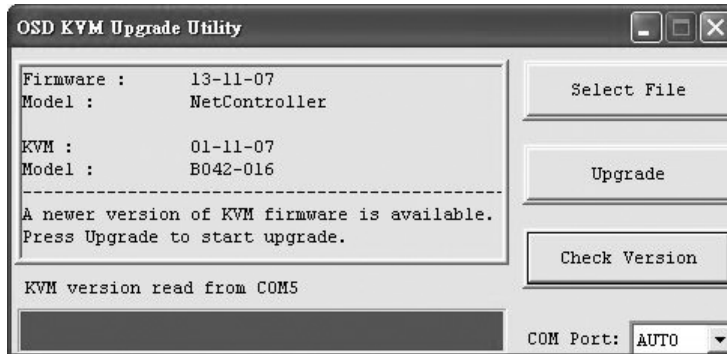 OSD KVM Upgrade Utility
Firmware : 13-11-07
Model : NetController
KVM : 01-11-07
Model : B042-016
A newer version of KVM firmware is available.
Press Upgrade to start upgrade.
KVM version read from COM5
Select File
Upgrade
Check Version
COM Port: AUTO